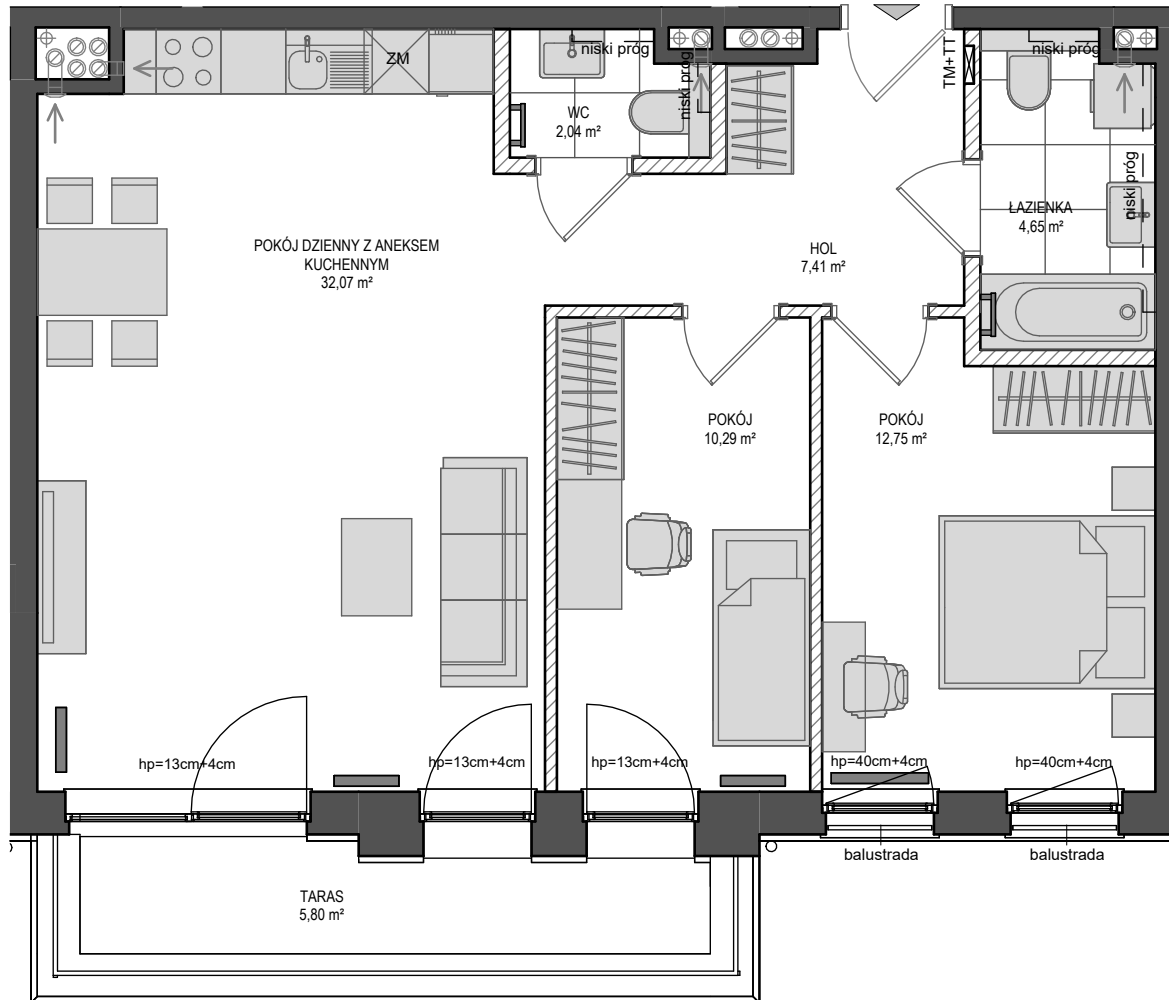 niski próg
niski próg
ZM
niski próg
TM+TT
WC
2,04 m²
niski próg
ŁAZIENKA
4,65 m²
POKÓJ DZIENNY Z ANEKSEM
KUCHENNYM
32,07 m²
HOL
7,41 m²
POKÓJ
10,29 m²
POKÓJ
12,75 m²
hp=13cm+4cm
hp=13cm+4cm
hp=13cm+4cm
hp=40cm+4cm
hp=40cm+4cm
balustrada
balustrada
TARAS
5,80 m²